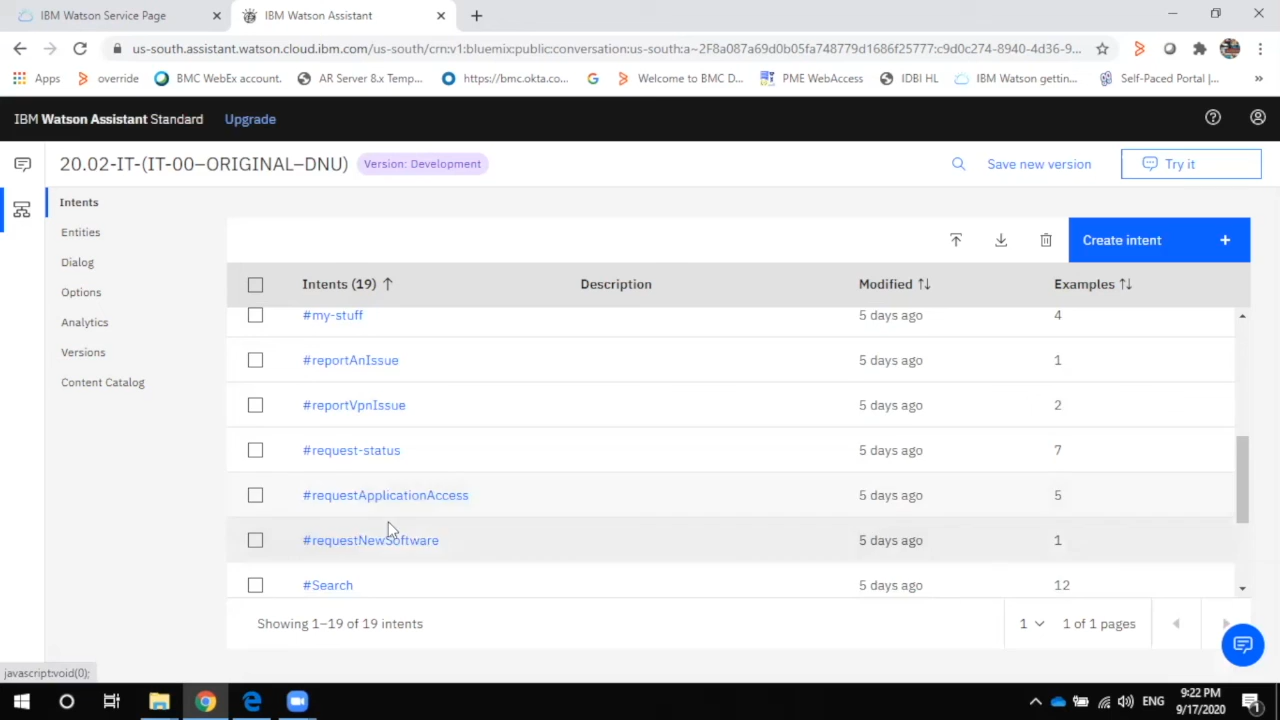 IBM Watson Service Page
IBM Watson Assistant
us-south.assistant.watson.cloud.ibm.com/us-south/crn:v1:bluemix:public:conversation:us-south:a~2F8a087a69d0b05fa748779d1686f25777:c9d0c274-8940-4d36-9...
Apps override BMC WebEx account. AR Server 8.x Temp... https://bmc.okta.co... Welcome to BMC D... PME WebAccess IDBI HL IBM Watson gettin... Self-Paced Portal |... »
IBM Watson Assistant Standard Upgrade
20.02-IT-(IT-00–ORIGINAL–DNU) Version: Development Save new version Try it
Intents
Entities
Dialog
Options
Analytics
Versions
Content Catalog
Create intent +
Intents (19) Description Modified Examples
#my-stuff 5 days ago 4
#reportAnIssue 5 days ago 1
#reportVpnIssue 5 days ago 2
#request-status 5 days ago 7
#requestApplicationAccess 5 days ago 5
#requestNewSoftware 5 days ago 1
#Search 5 days ago 12
Showing 1–19 of 19 intents 1 1 of 1 pages
javascript:void(0);
ENG 9:22 PM
9/17/2020 1